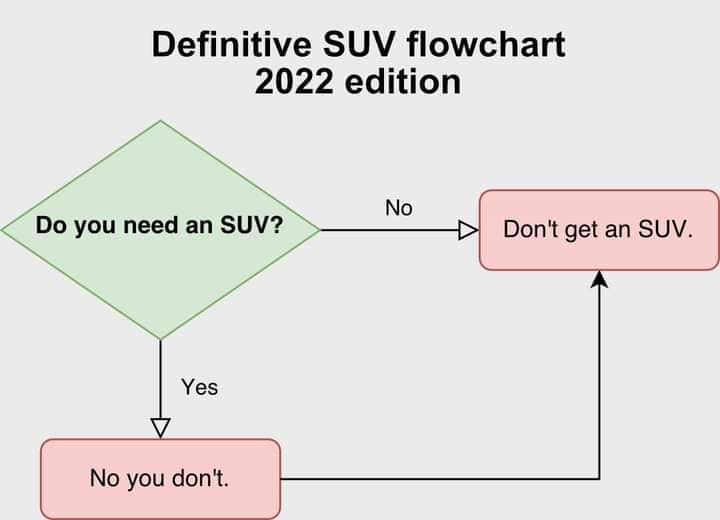 Definitive SUV flowchart
2022 edition
Do you need an SUV?
No
Don't get an SUV.
Yes
No you don't.